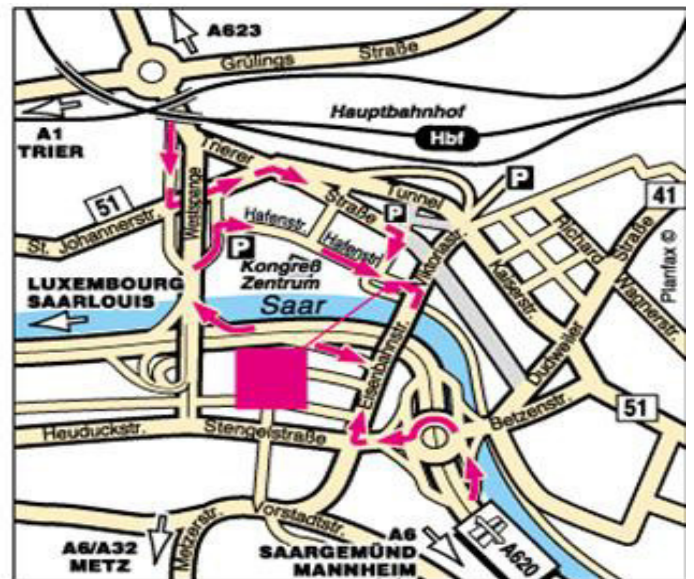 A623
Grülings
Straße
Hauptbahnhof
Hbf
A1
TRIER
Trierer
Straße
Tunnel
P
41
51
St. Johannerstr.
Westspange
Hafenstr.
P
P
Hafenstr.
Viktoriastr.
Kaiserstr.
Richard
Wagnerstr.
Straße
Dudweiler
Planfax ©
Kongreß
Zentrum
LUXEMBOURG
SAARLOUIS
Saar
Eisenbahnstr.
Betzenstr.
51
Heuduckstr.
Stengelstraße
Metzerstr.
Vorstadtstr.
A6/A32
METZ
A6
SAARGEMÜND
MANNHEIM
A620